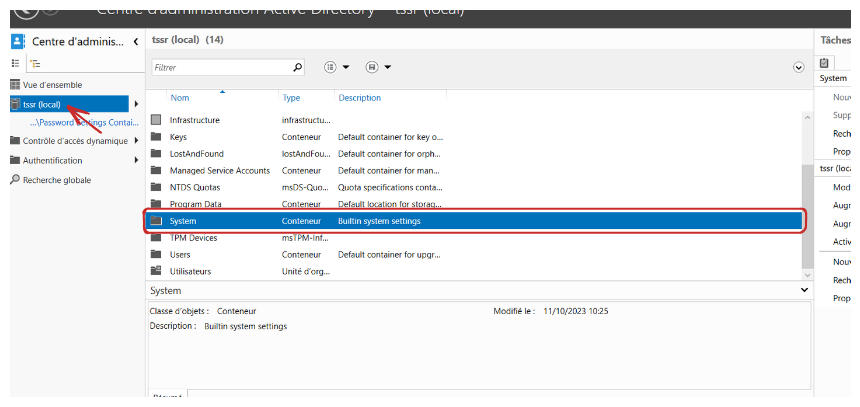 Centre d'administration Active Directory - tssr (local)
Centre d'adminis...
tssr (local) (14)
Tâches
Filtrer
System
Vue d'ensemble
Nom Type Description
tssr (local)
Nouv
...\Password Settings Contai...
Infrastructure infrastructu...
Supp
Keys Conteneur Default container for key o...
Contrôle d'accès dynamique
Rech
LostAndFound lostAndFou... Default container for orph...
Prop
Authentification
Managed Service Accounts Conteneur Default container for man...
tssr (loca
Recherche globale
NTDS Quotas msDS-Quo... Quota specifications conta...
Mod
Program Data Conteneur Default location for storag...
Augr
System Conteneur Builtin system settings
Augr
TPM Devices msTPM-Inf...
Activ
Users Conteneur Default container for upgr...
Nouv
Utilisateurs Unité d'org...
Rech
System
Prop
Classe d'objets : Conteneur Modifié le : 11/10/2023 10:25
Description : Builtin system settings
Résumé